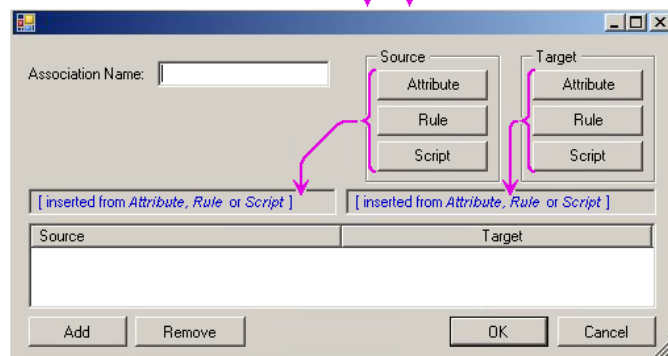 Source
Target
Association Name:
Attribute
Attribute
Rule
Rule
Script
Script
[ inserted from Attribute, Rule or Script ]
[ inserted from Attribute, Rule or Script ]
Source
Target
Add
Remove
OK
Cancel